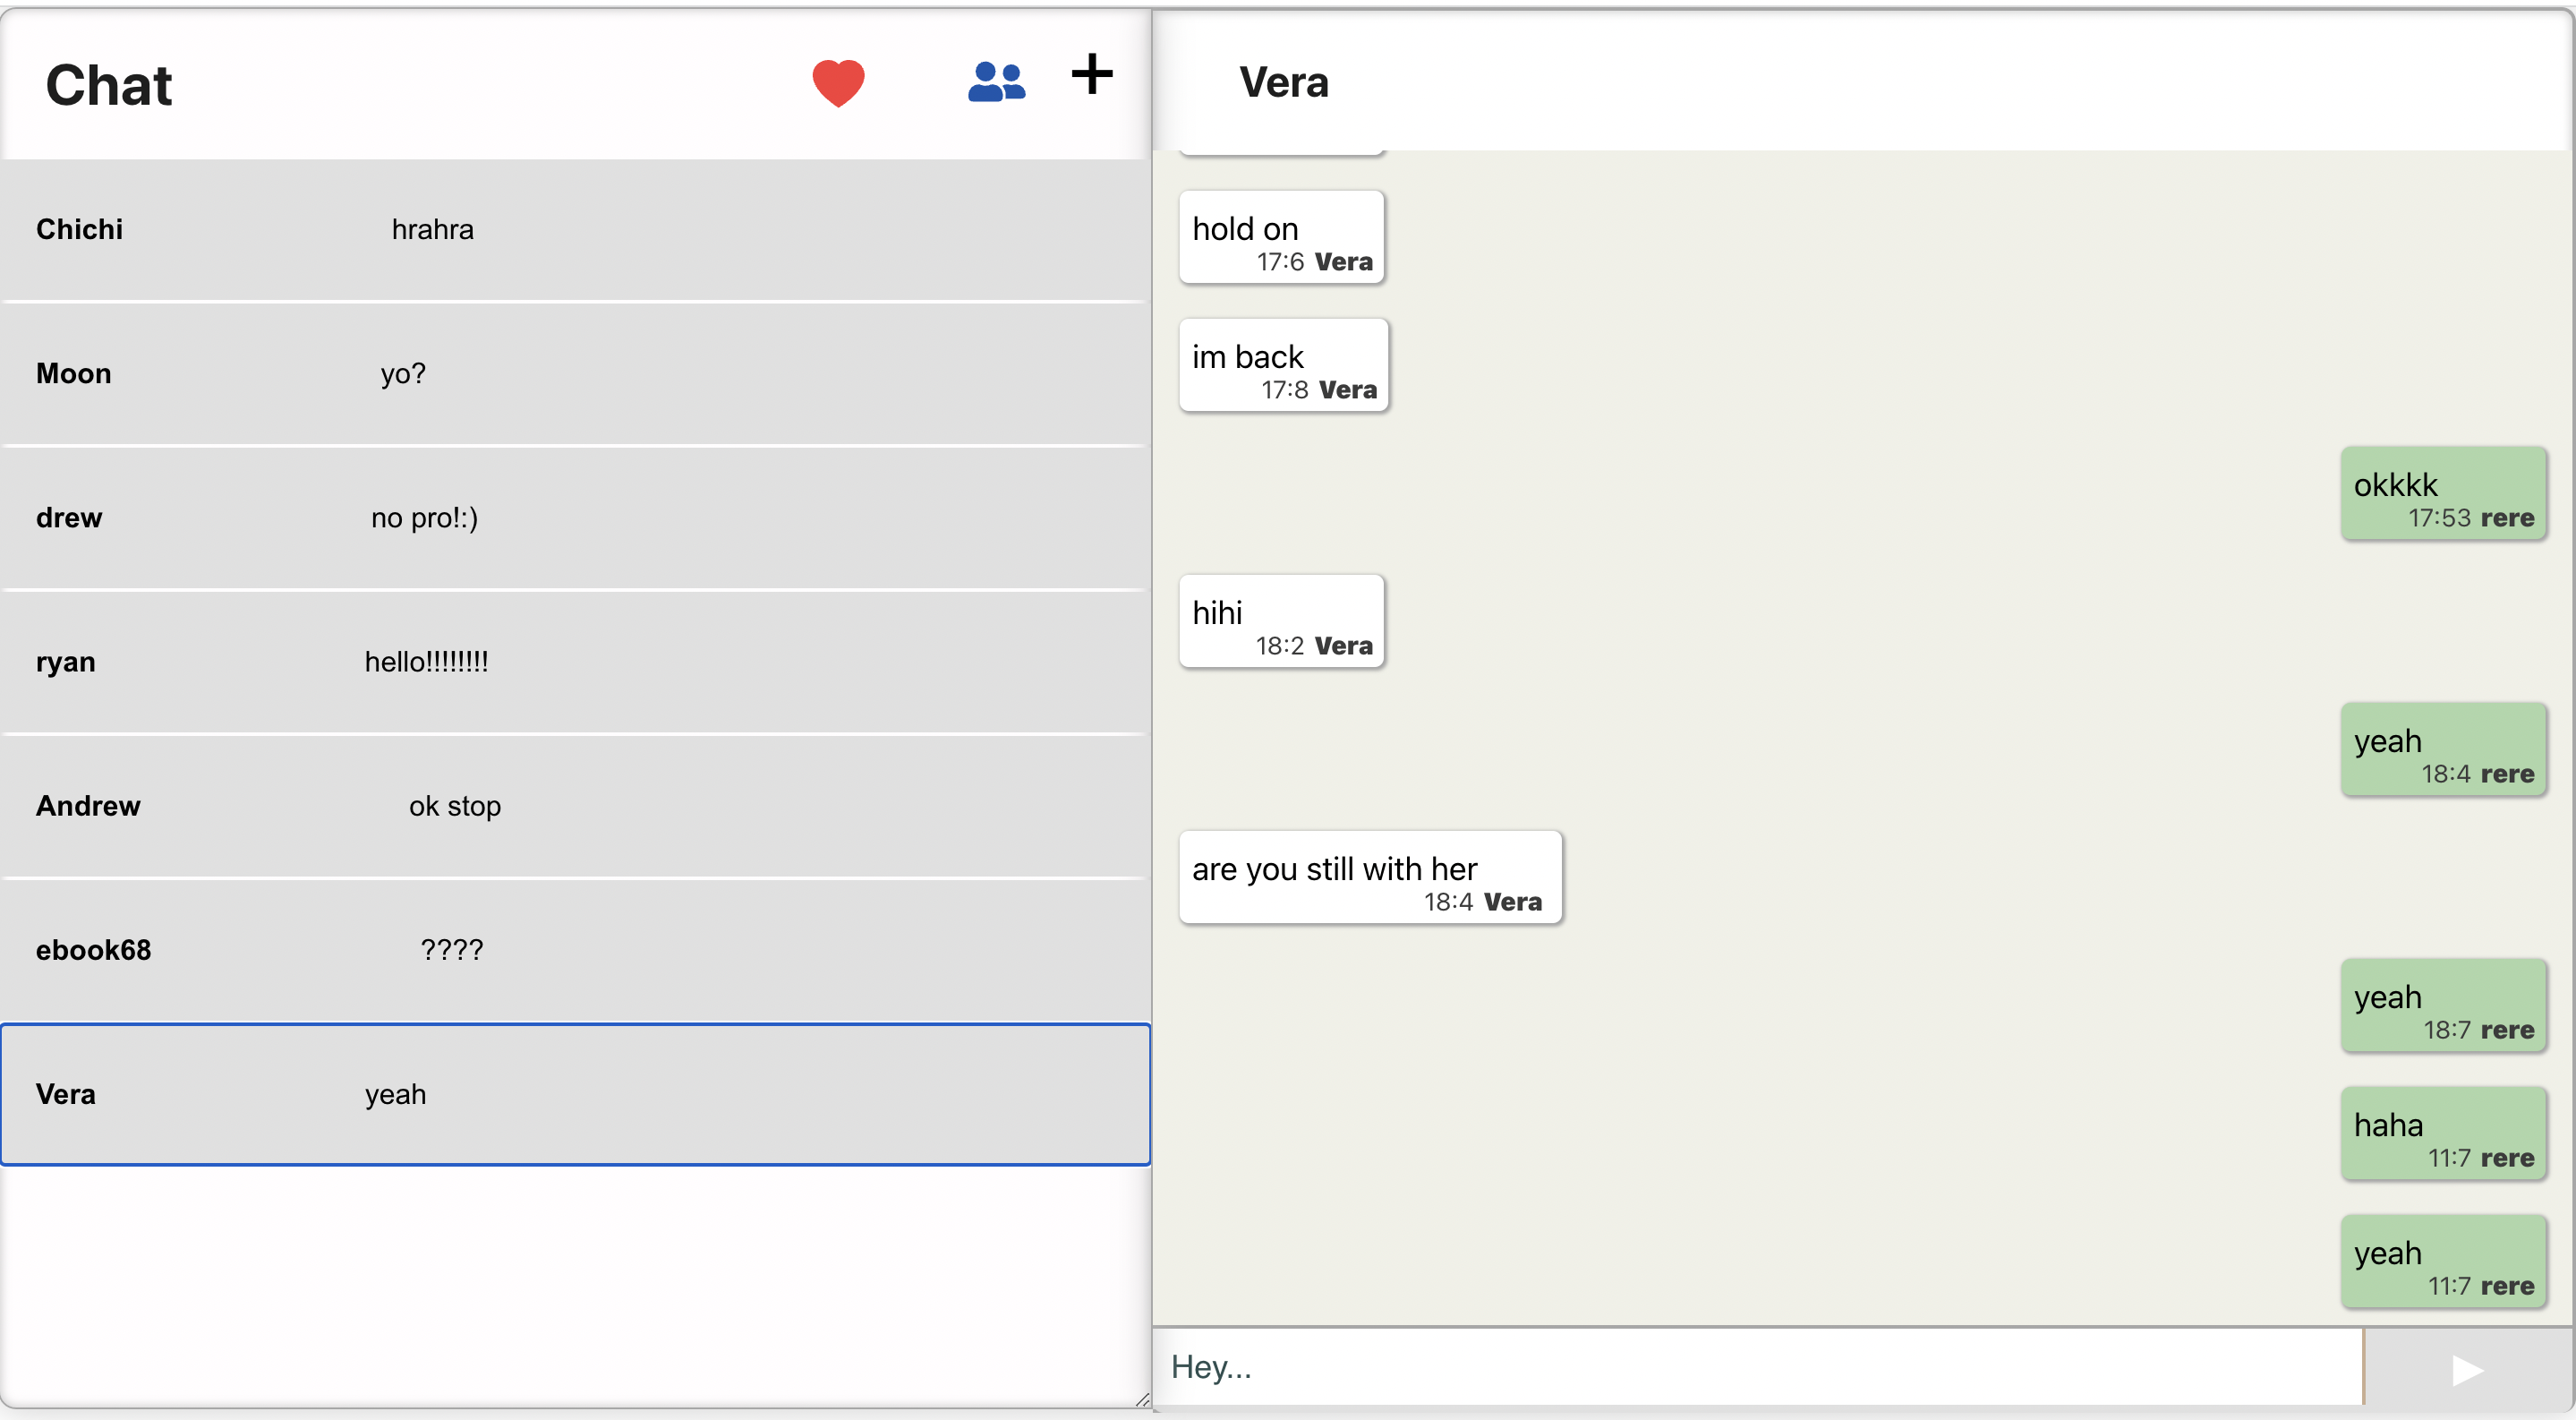 Chat
Chichi hrahra
Moon yo?
drew no pro!:)
ryan hello!!!!!!!!
Andrew ok stop
ebook68 ????
Vera yeah
Vera
hold on
17:6 Vera
im back
17:8 Vera
okkkk
17:53 rere
hihi
18:2 Vera
yeah
18:4 rere
are you still with her
18:4 Vera
yeah
18:7 rere
haha
11:7 rere
yeah
11:7 rere
Hey...